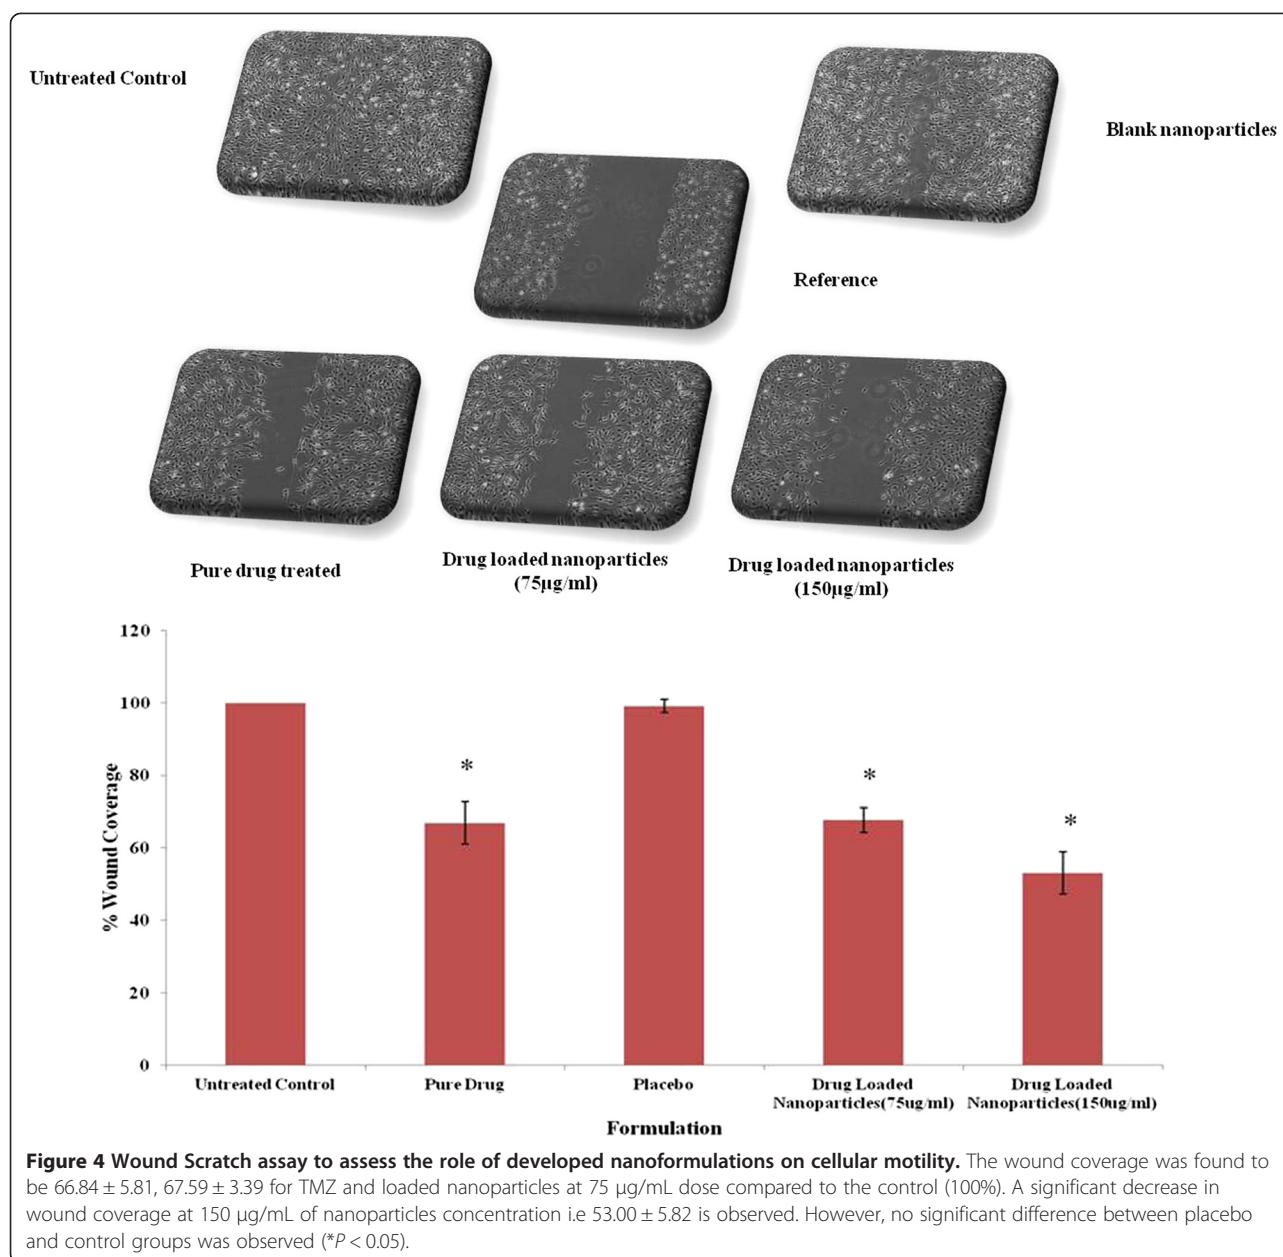 Untreated Control
Blank nanoparticles
Reference
Pure drug treated
Drug loaded nanoparticles
(75μg/ml)
Drug loaded nanoparticles
(150μg/ml)
120
100
80
60
40
20
0
% Wound Coverage
*
*
*
Untreated Control
Pure Drug
Placebo
Drug Loaded
Nanoparticles(75ug/ml)
Drug Loaded
Nanoparticles(150ug/ml)
Formulation
Figure 4 Wound Scratch assay to assess the role of developed nanoformulations on cellular motility. The wound coverage was found to
be 66.84 ± 5.81, 67.59 ± 3.39 for TMZ and loaded nanoparticles at 75 μg/mL dose compared to the control (100%). A significant decrease in
wound coverage at 150 μg/mL of nanoparticles concentration i.e 53.00 ± 5.82 is observed. However, no significant difference between placebo
and control groups was observed (*P < 0.05).